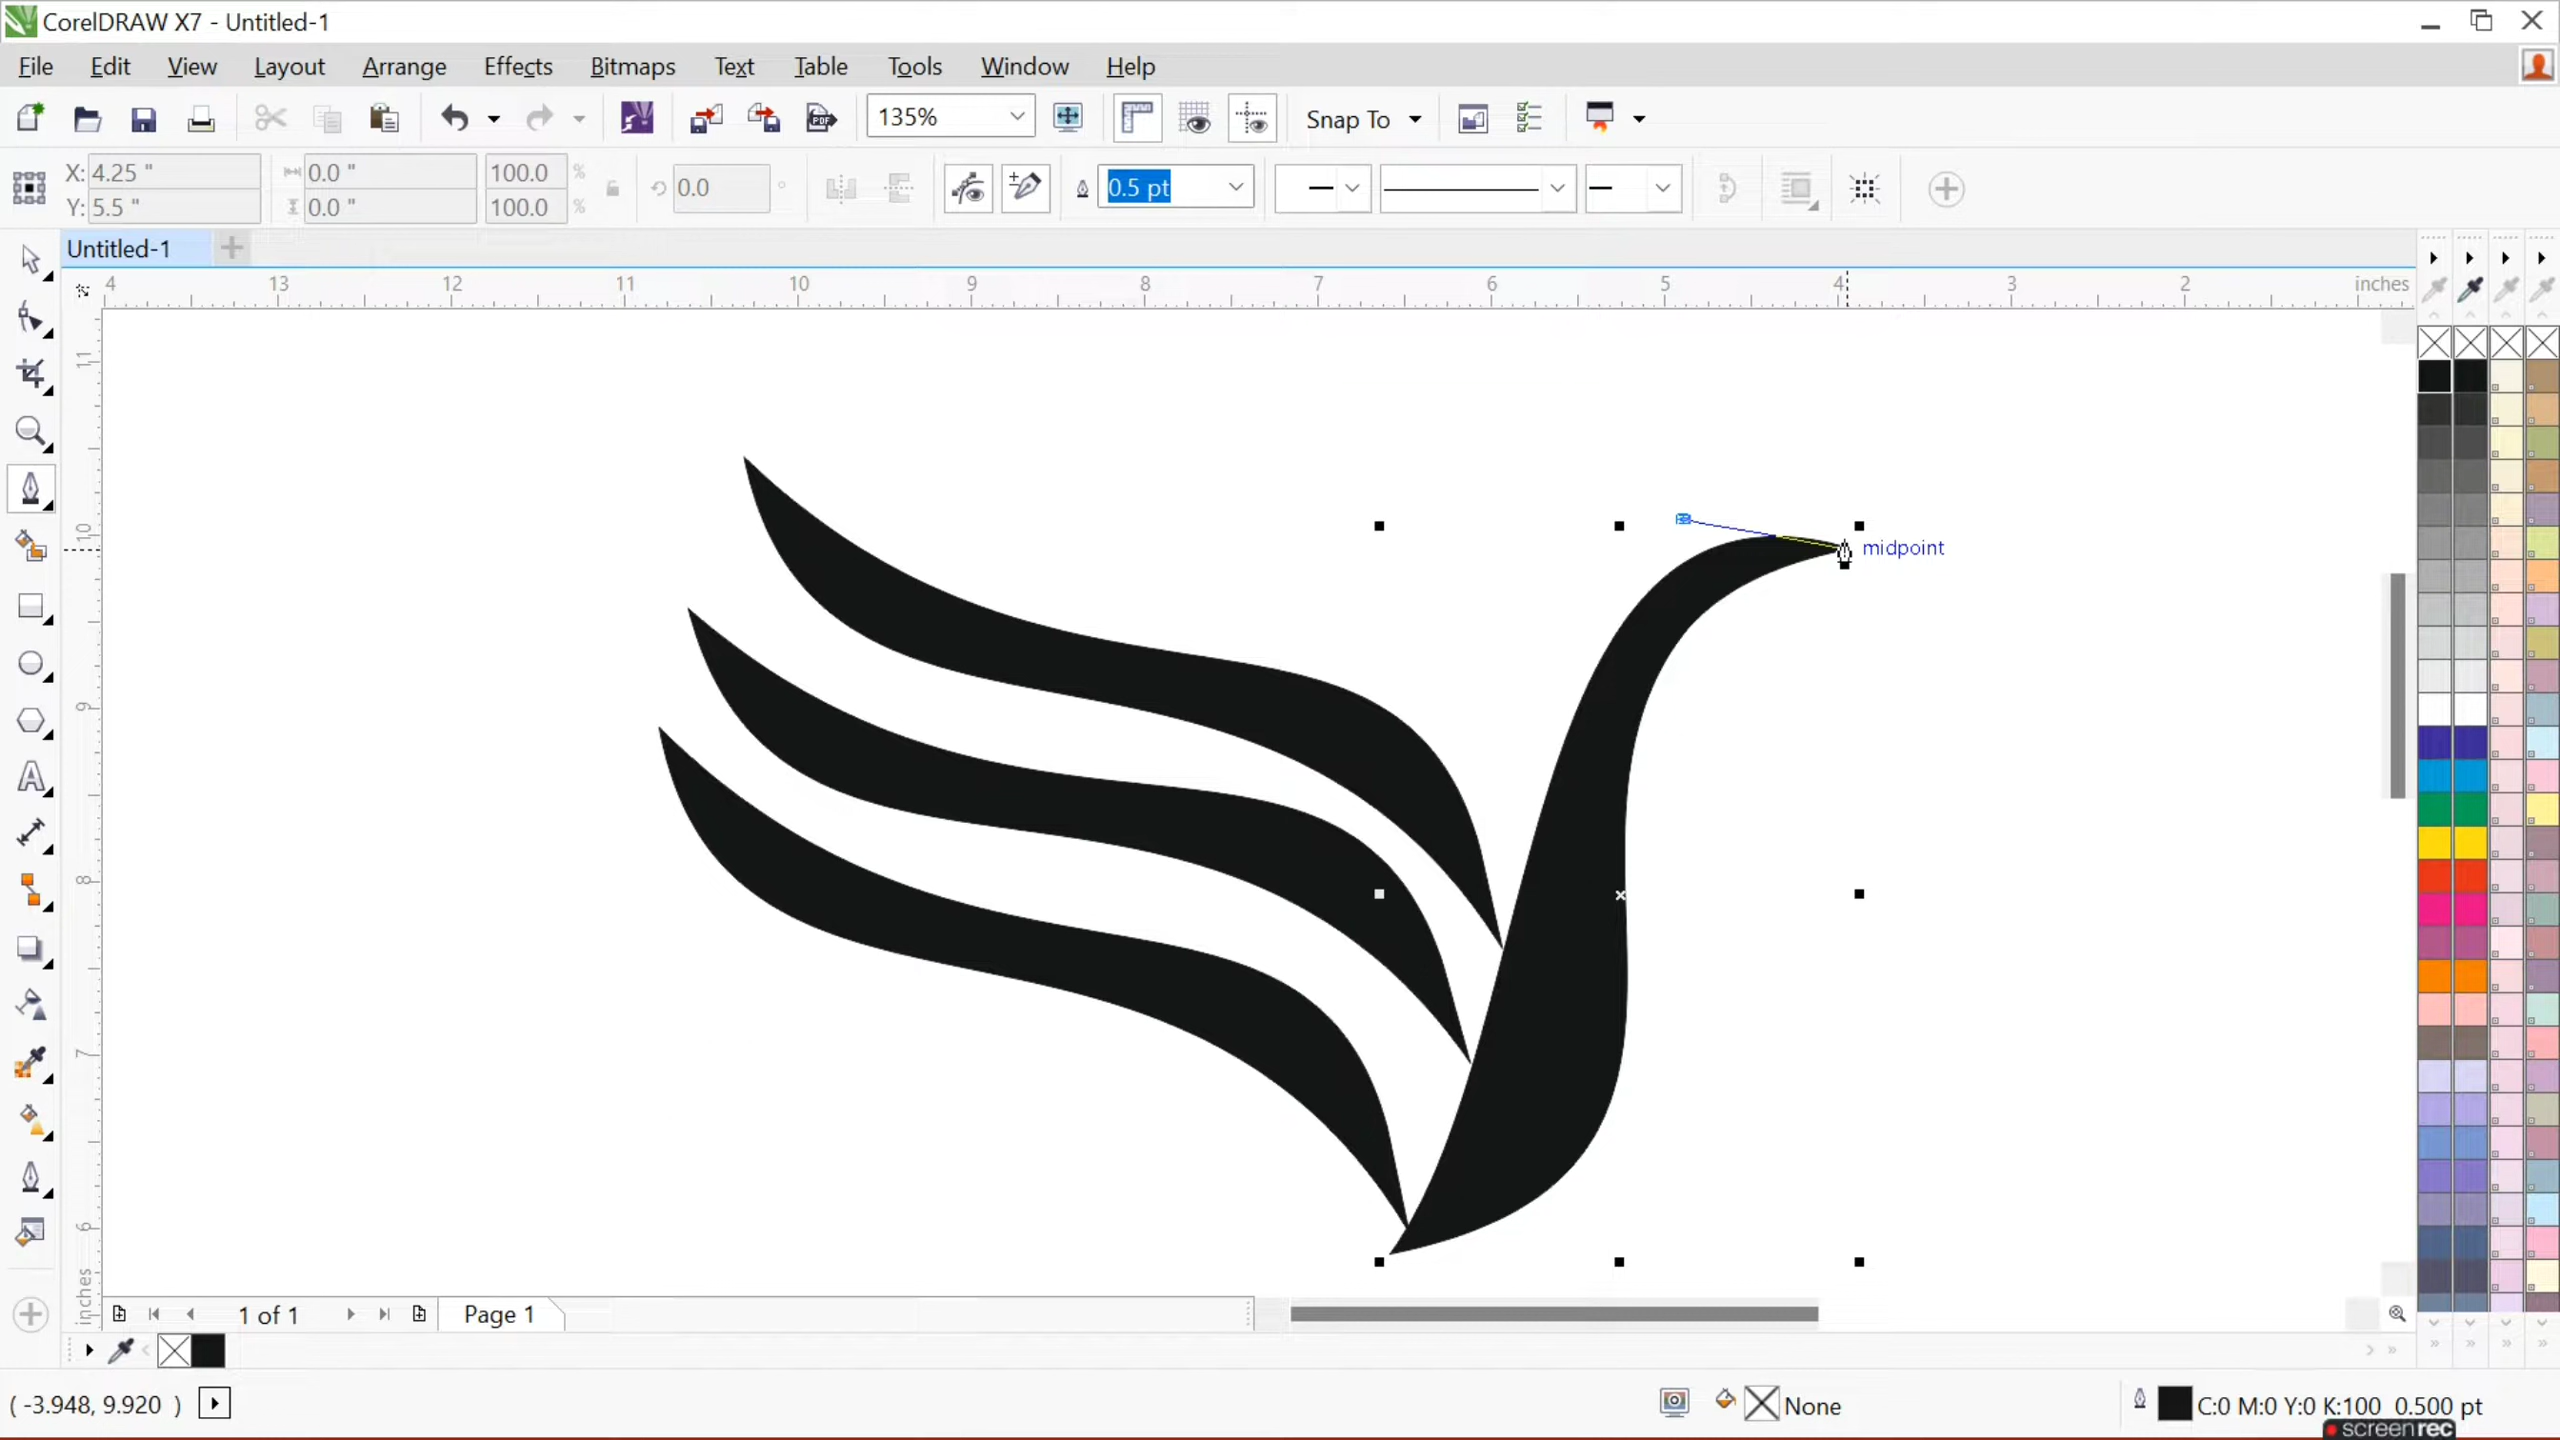 CorelDRAW X7 - Untitled-1
File Edit View Layout Arrange Effects Bitmaps Text Table Tools Window Help
135% Snap To
X: 4.25 " 0.0 " 100.0 % 0.0 ° 0.5 pt
Y: 5.5 " 0.0 " 100.0 %
Untitled-1
4 13 12 11 10 9 8 7 6 5 4 3 2 inches
11
10
midpoint
9
8
7
6
inches
1 of 1 Page 1
( -3.948, 9.920 ) None C:0 M:0 Y:0 K:100 0.500 pt
screenrec